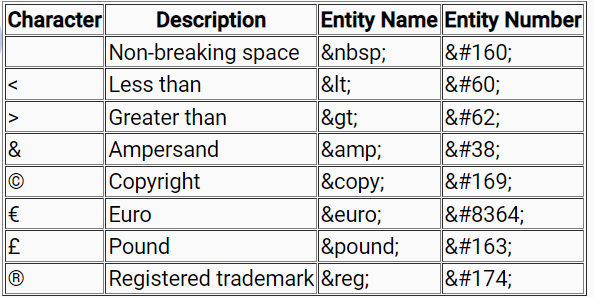 Character Description Entity Name Entity Number
Non-breaking space &nbsp; &#160;
< Less than &lt; &#60;
> Greater than &gt; &#62;
& Ampersand &amp; &#38;
© Copyright &copy; &#169;
€ Euro &euro; &#8364;
£ Pound &pound; &#163;
® Registered trademark &reg; &#174;